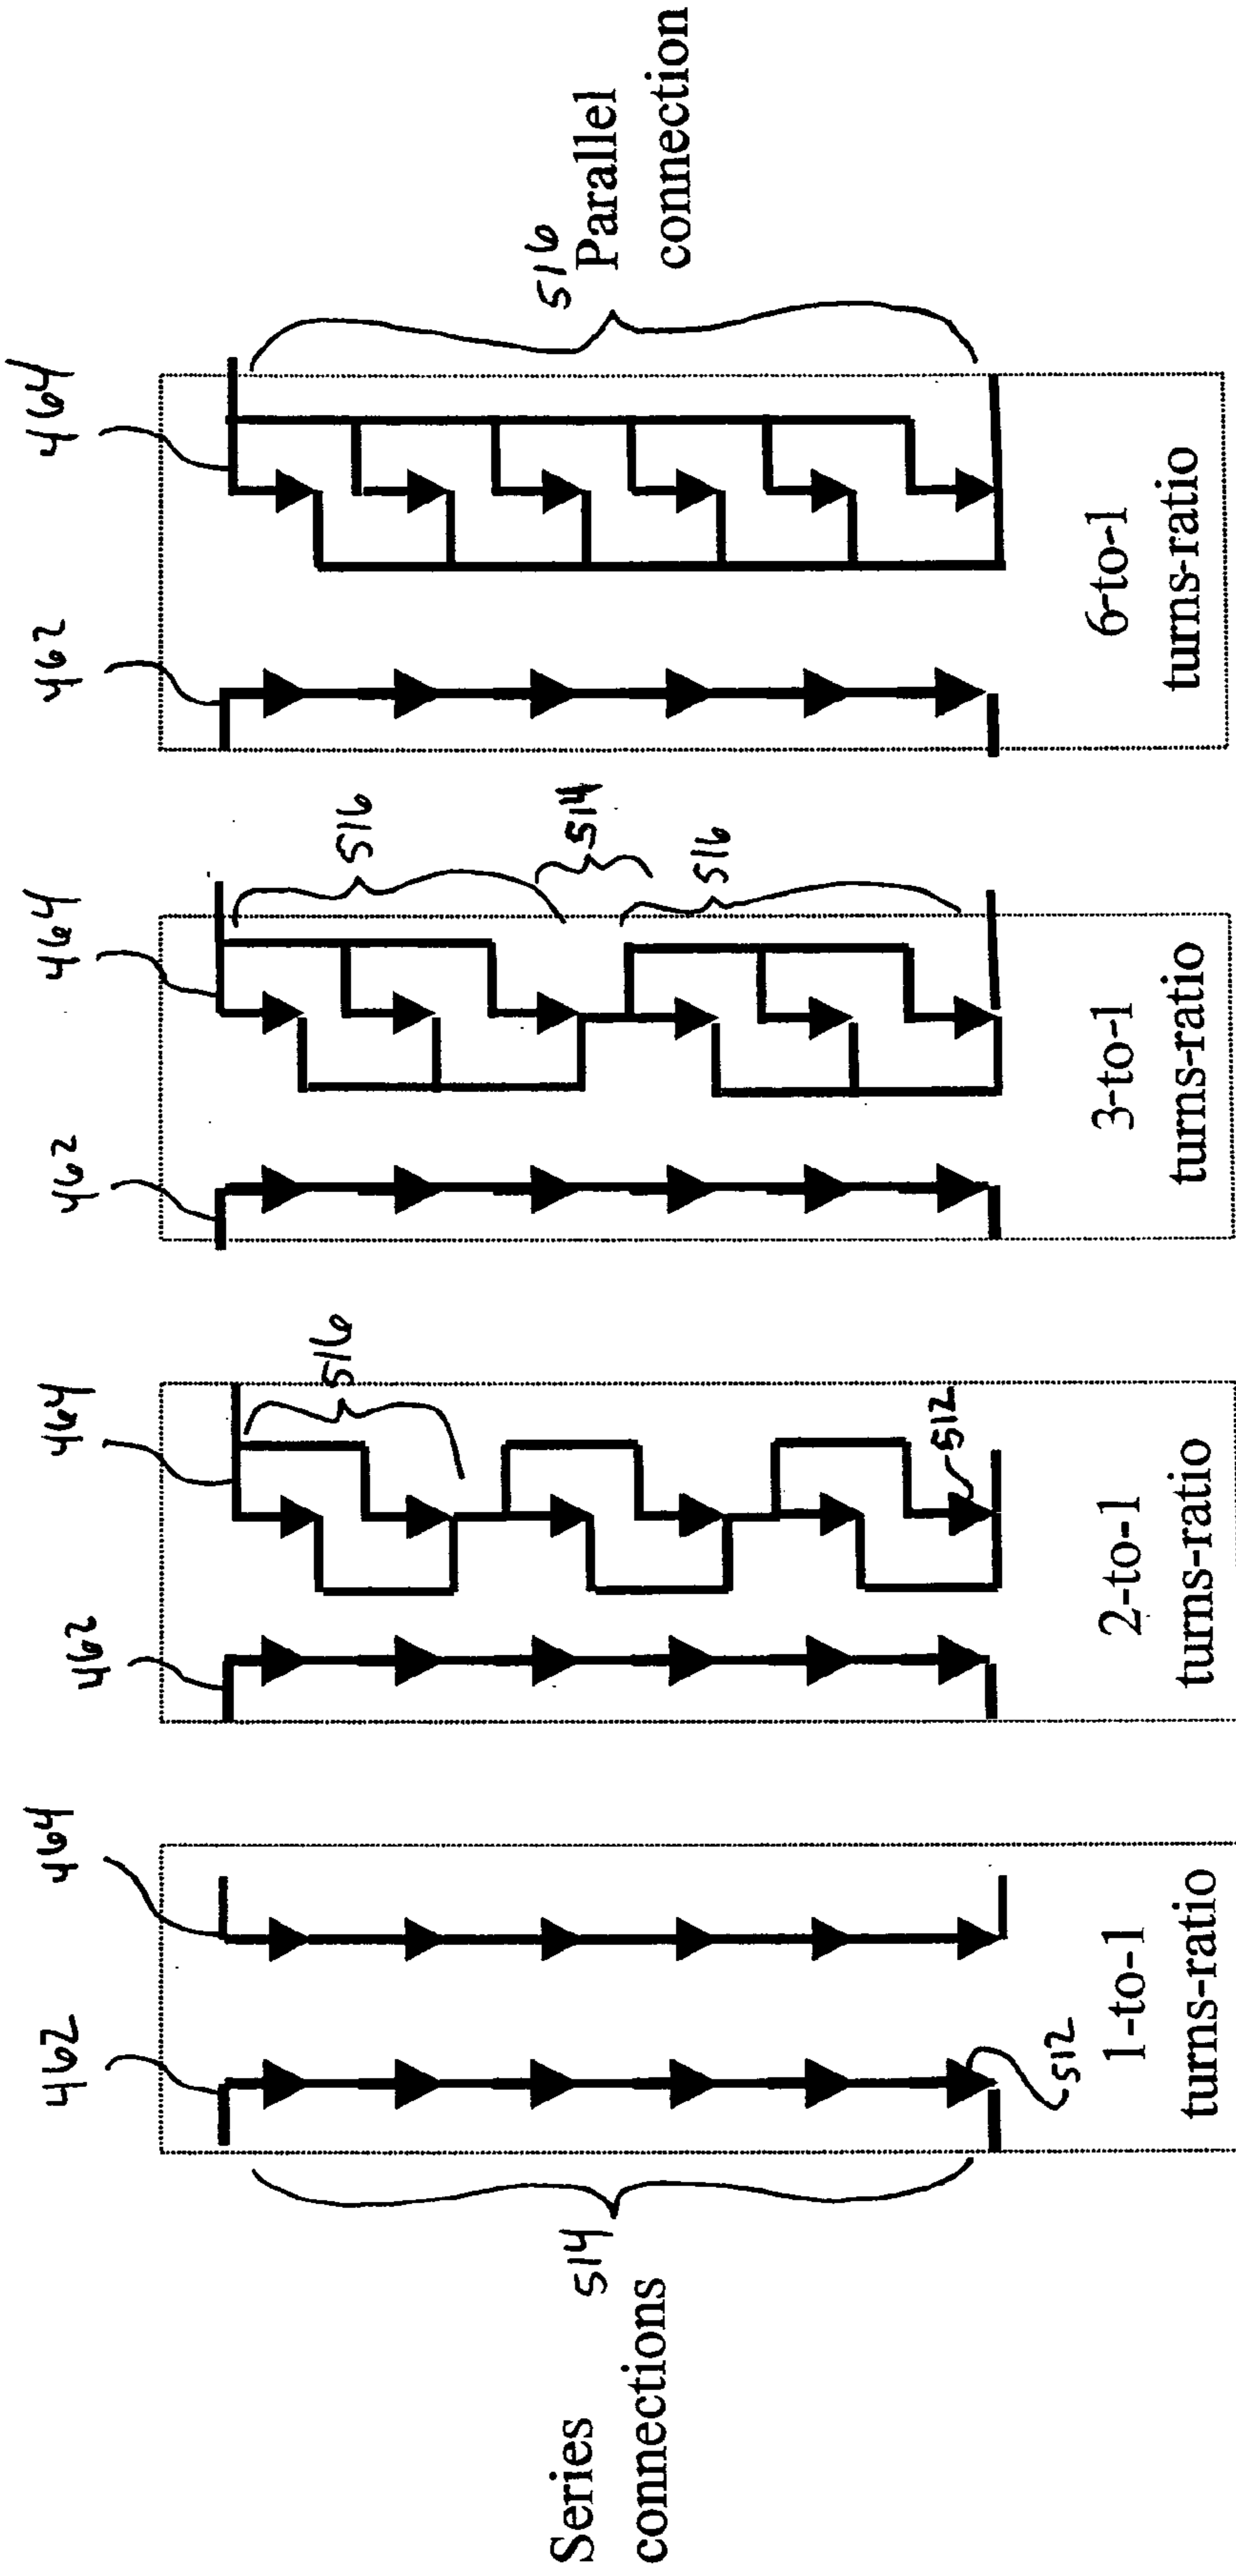 Series
connections
514
462
464
512
1-to-1
turns-ratio
462
464
516
512
2-to-1
turns-ratio
462
464
516
514
516
3-to-1
turns-ratio
462
464
6-to-1
turns-ratio
516
Parallel
connection